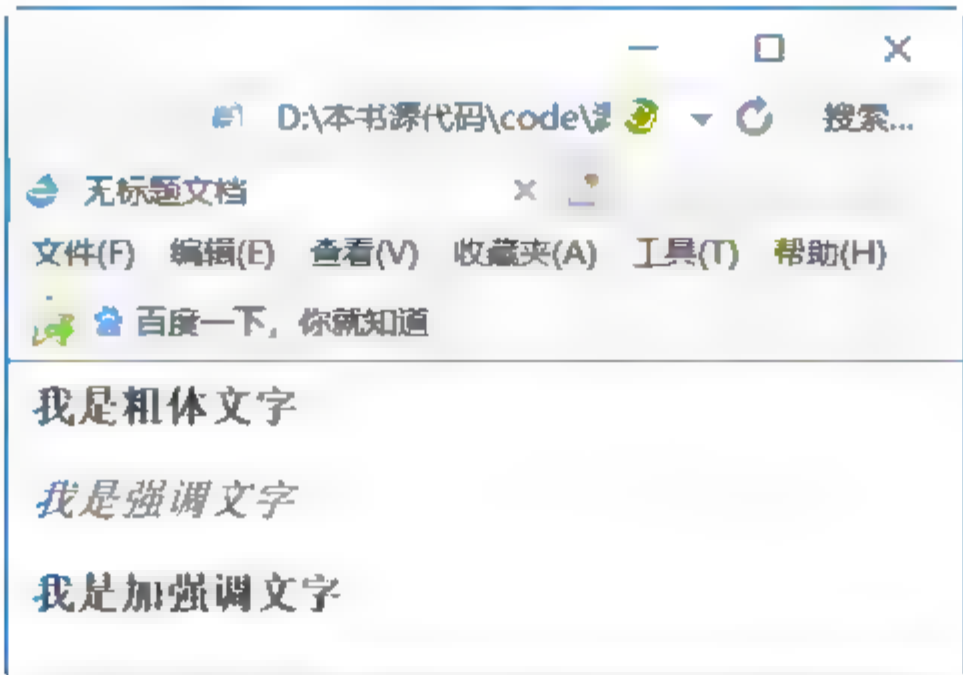 D:\本书源代码\code\ 搜索...
无标题文档
文件(F) 编辑(E) 查看(V) 收藏夹(A) 工具(T) 帮助(H)
百度一下，你就知道
我是粗体文字
我是强调文字
我是加强调文字